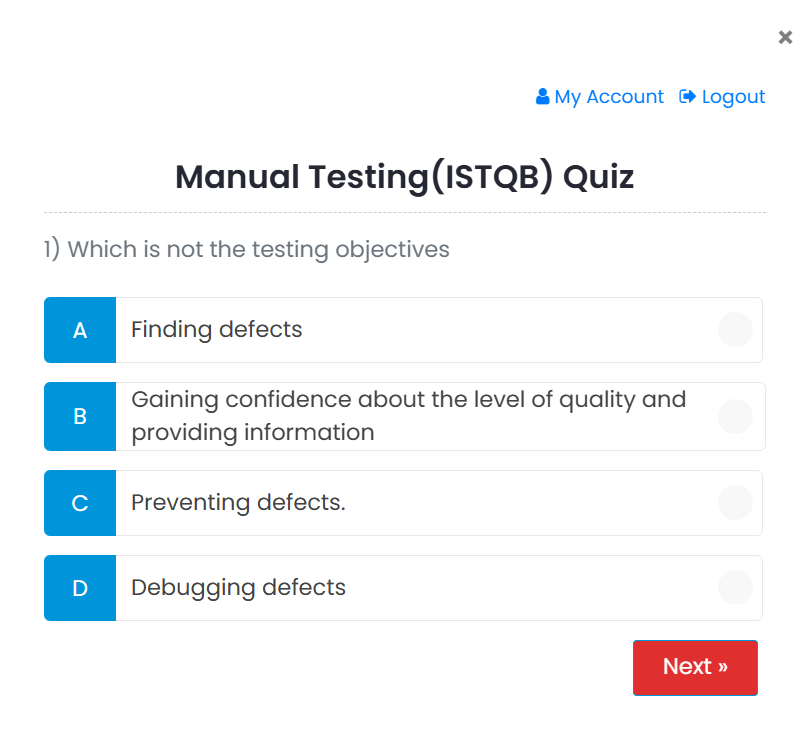 ×
My Account Logout
Manual Testing(ISTQB) Quiz
1) Which is not the testing objectives
A Finding defects
B Gaining confidence about the level of quality and
providing information
C Preventing defects.
D Debugging defects
Next »